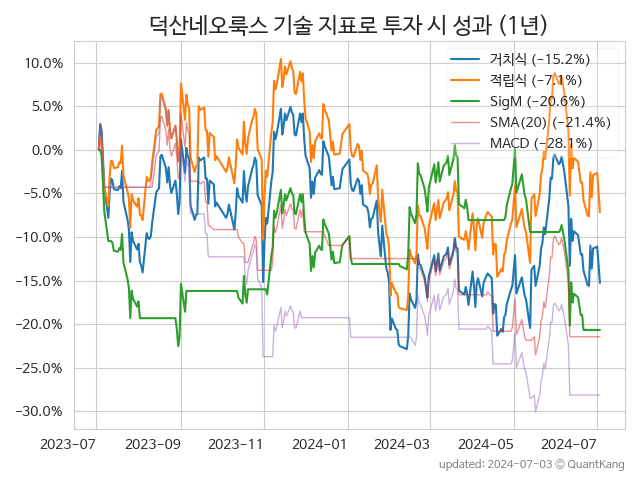 덕산네오룩스 기술 지표로 투자 시 성과 (1년)
거치식 (−15.2%)
적립식 (−7.1%)
SigM (−20.6%)
SMA(20) (−21.4%)
MACD (−28.1%)
10.0%
5.0%
0.0%
−5.0%
−10.0%
−15.0%
−20.0%
−25.0%
−30.0%
2023-07 2023-09 2023-11 2024-01 2024-03 2024-05 2024-07
updated: 2024-07-03 © QuantKang